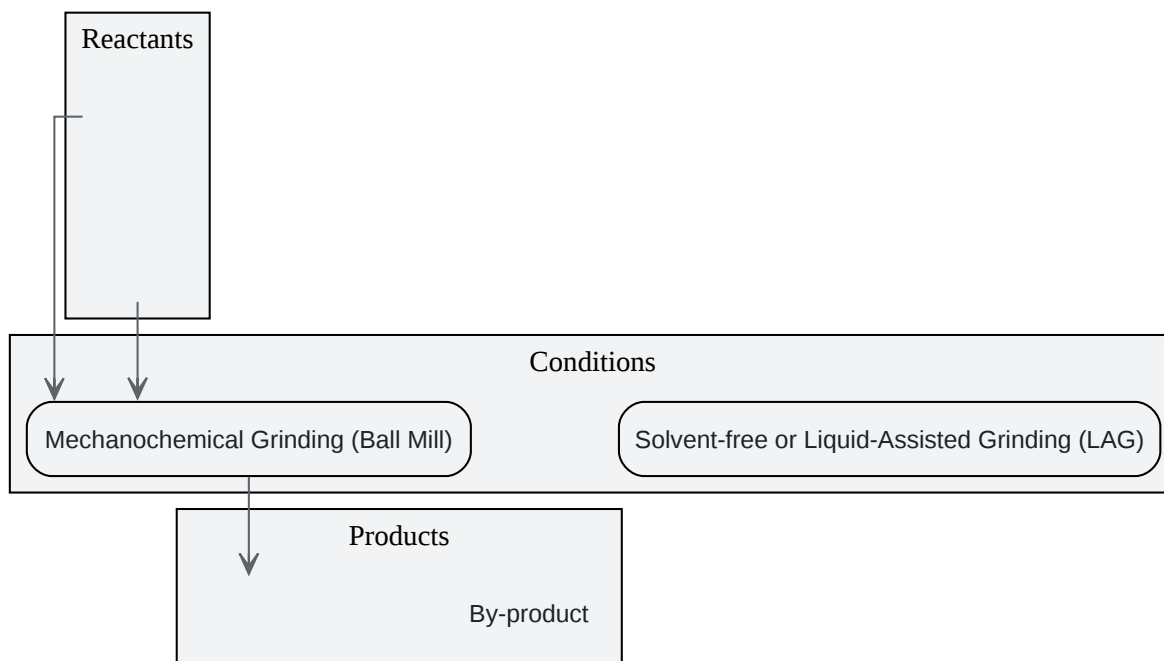 Reactants
Conditions
Mechanochemical Grinding (Ball Mill)
Solvent-free or Liquid-Assisted Grinding (LAG)
Products
By-product